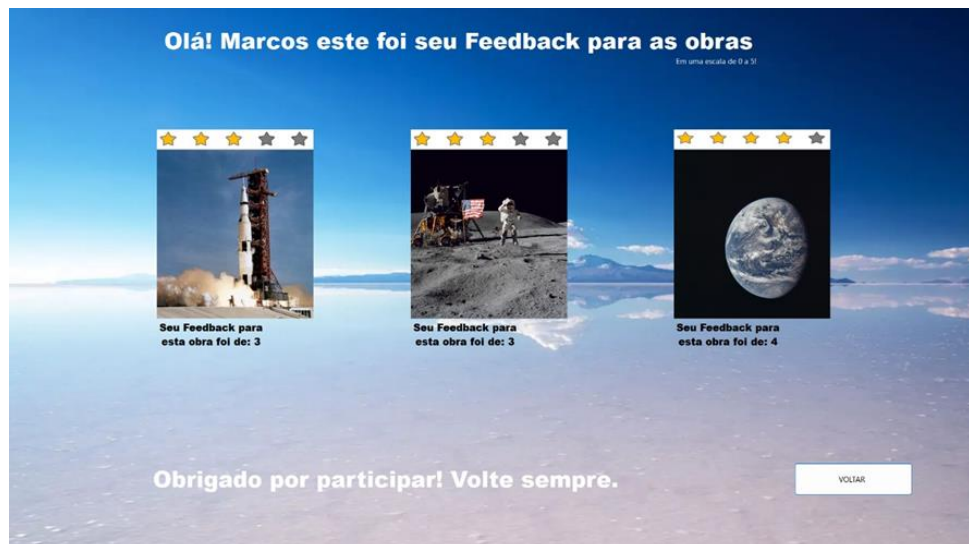 Olá! Marcos este foi seu Feedback para as obras
Em uma escala de 0 a 5!
Seu Feedback para
esta obra foi de: 3
Seu Feedback para
esta obra foi de: 3
Seu Feedback para
esta obra foi de: 4
Obrigado por participar! Volte sempre.
VOLTAR